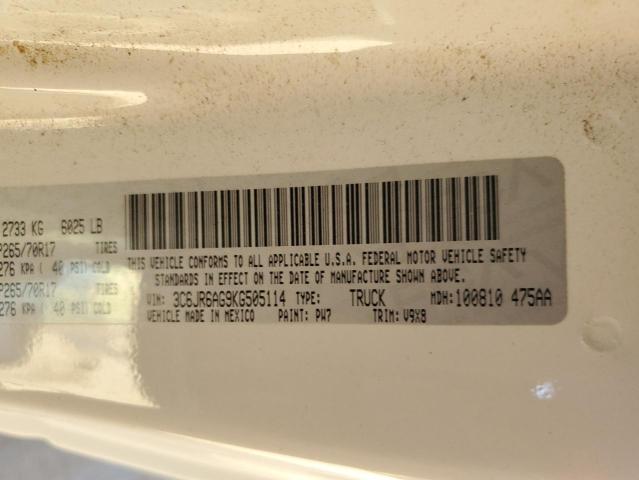 2733 KG 6025 LB
P265/70R17 TIRES
276 KPA ( 40 PSI) COLD
P265/70R17 TIRES
276 KPA ( 40 PSI) COLD
THIS VEHICLE CONFORMS TO ALL APPLICABLE U.S.A. FEDERAL MOTOR VEHICLE SAFETY
STANDARDS IN EFFECT ON THE DATE OF MANUFACTURE SHOWN ABOVE.
VIN: 3C6JR6AG9KG505114 TYPE: TRUCK MDH:100810 475AA
VEHICLE MADE IN MEXICO PAINT: PW7 TRIM: V9X8